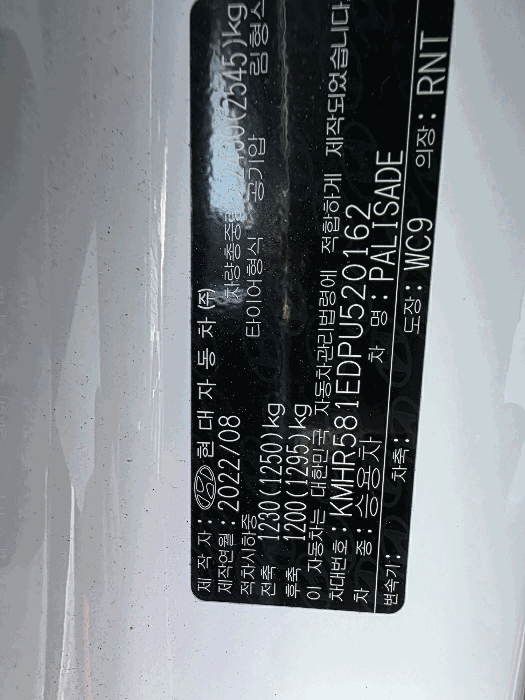 제 작 자 : 현 대 자 동 차 ㈜
제작연월 : 2022/08
적차시하중 차량총중량 (2545)kg
전축 1230(1250)kg 타이어형식 공기압 림형식
후축 1200(1295)kg
이 자동차는 대한민국 자동차관리법령에 적합하게 제작되었습니다
차대번호 : KMHR581EDPU520162
차 종 : 승용차 차 명 : PALISADE
변속기 : 차축 : 도장 : WC9 의장 : RNT